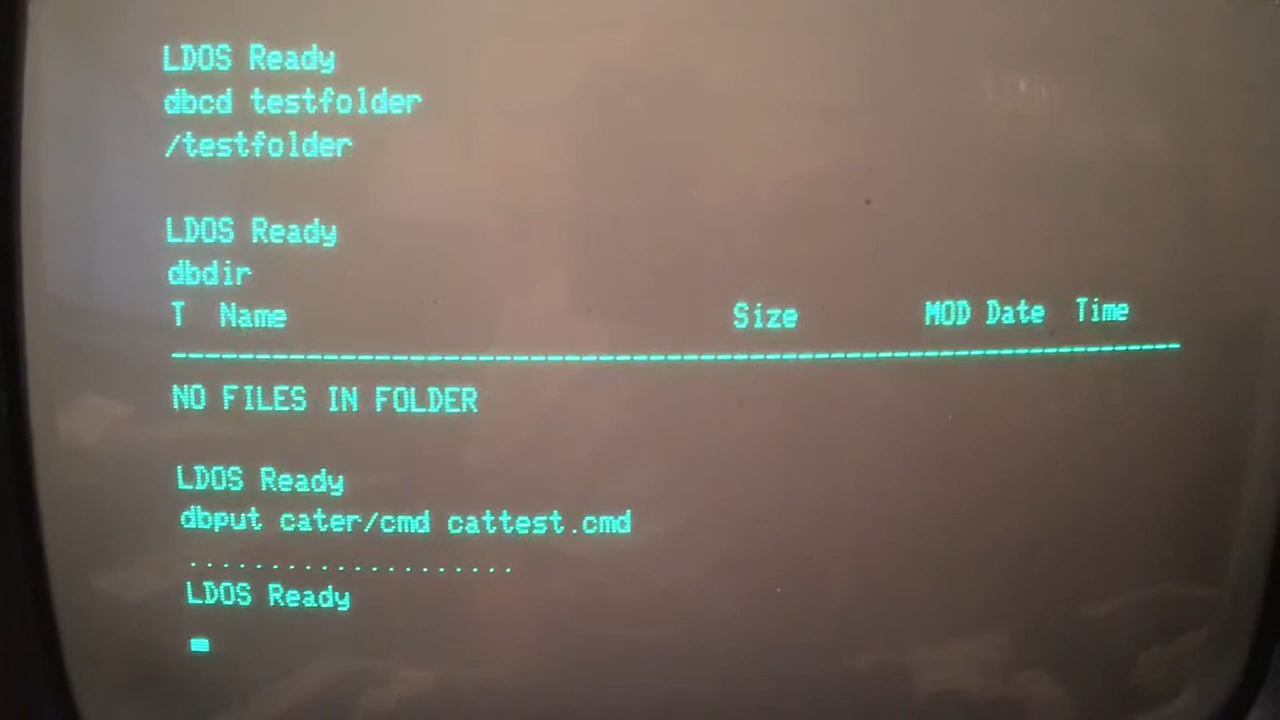 LDOS Ready
dbcd testfolder
/testfolder
LDOS Ready
dbdir
T Name Size MOD Date Time
---------------------------------------------------------------
NO FILES IN FOLDER
LDOS Ready
dbput cater/cmd cattest.cmd
....................
LDOS Ready